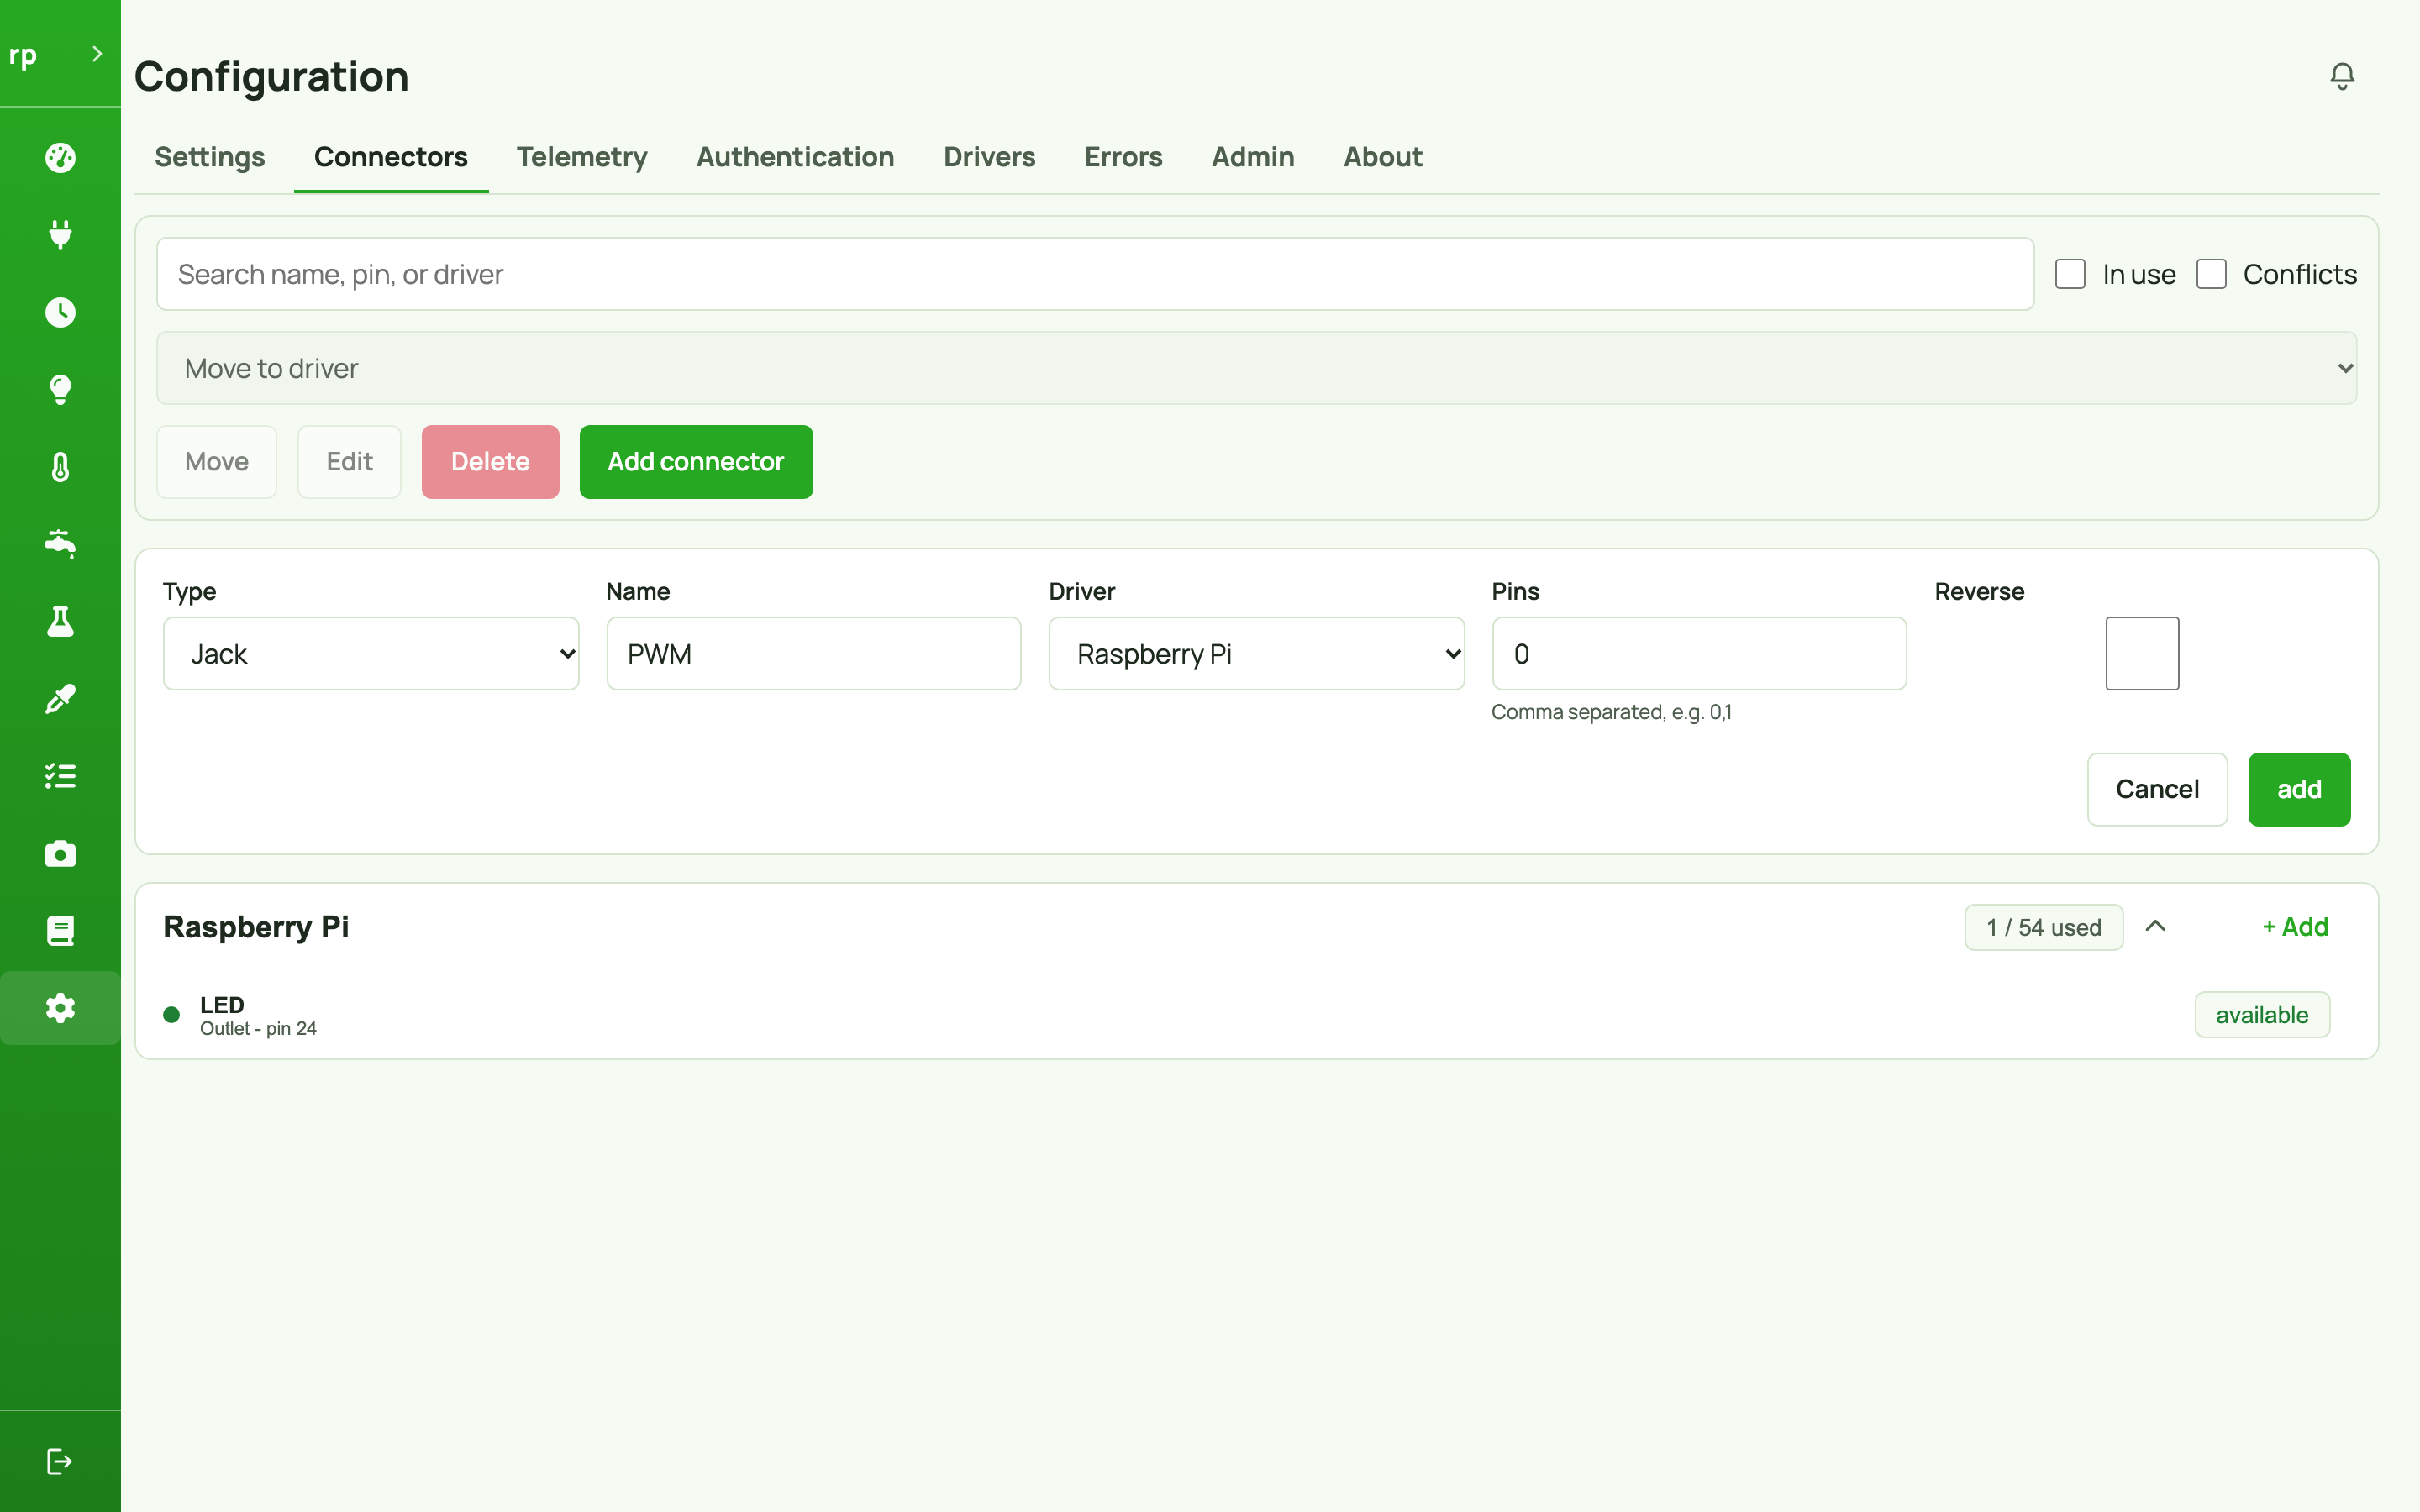 rp
Configuration
Settings Connectors Telemetry Authentication Drivers Errors Admin About
Search name, pin, or driver
In use Conflicts
Move to driver
Move Edit Delete Add connector
Type Name Driver Pins Reverse
Jack PWM Raspberry Pi 0
Comma separated, e.g. 0,1
Cancel add
Raspberry Pi 1 / 54 used + Add
LED
Outlet - pin 24
available